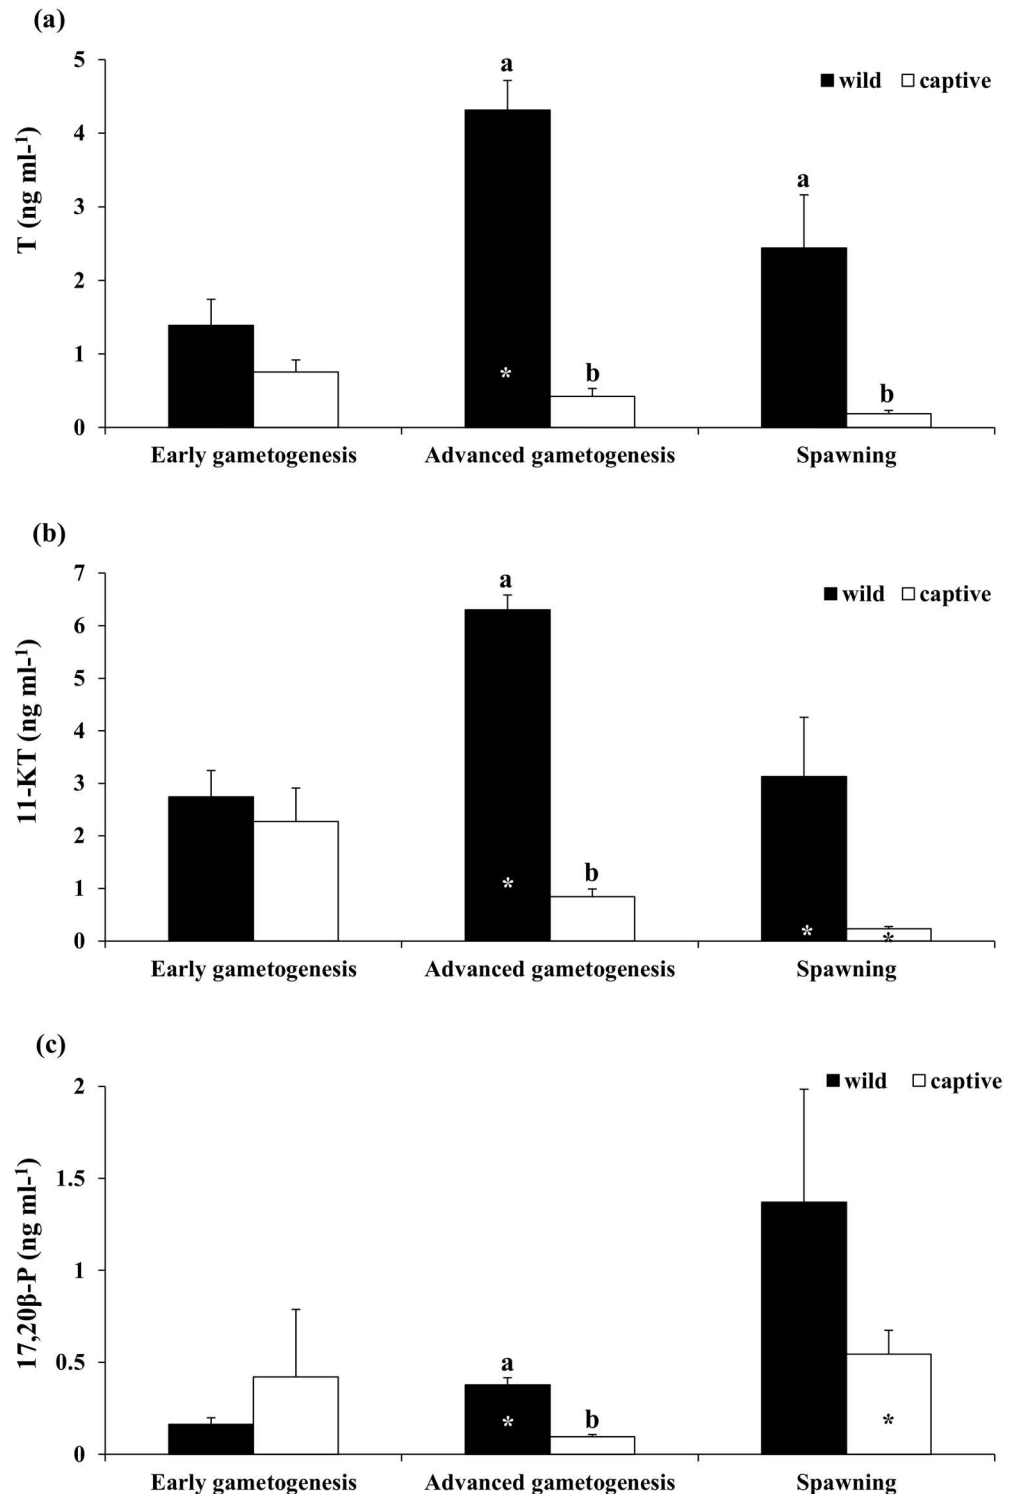 (a)
5
a
wild captive
4
3
a
T (ng ml-1)
2
1
*
b
b
0
Early gametogenesis Advanced gametogenesis Spawning
(b)
7
a
wild captive
6
5
4
11-KT (ng ml-1)
3
2
1
*
b
*
*
0
Early gametogenesis Advanced gametogenesis Spawning
(c)
2
wild captive
1.5
17,20β-P (ng ml-1)
1
0.5
a
*
b
*
0
Early gametogenesis Advanced gametogenesis Spawning